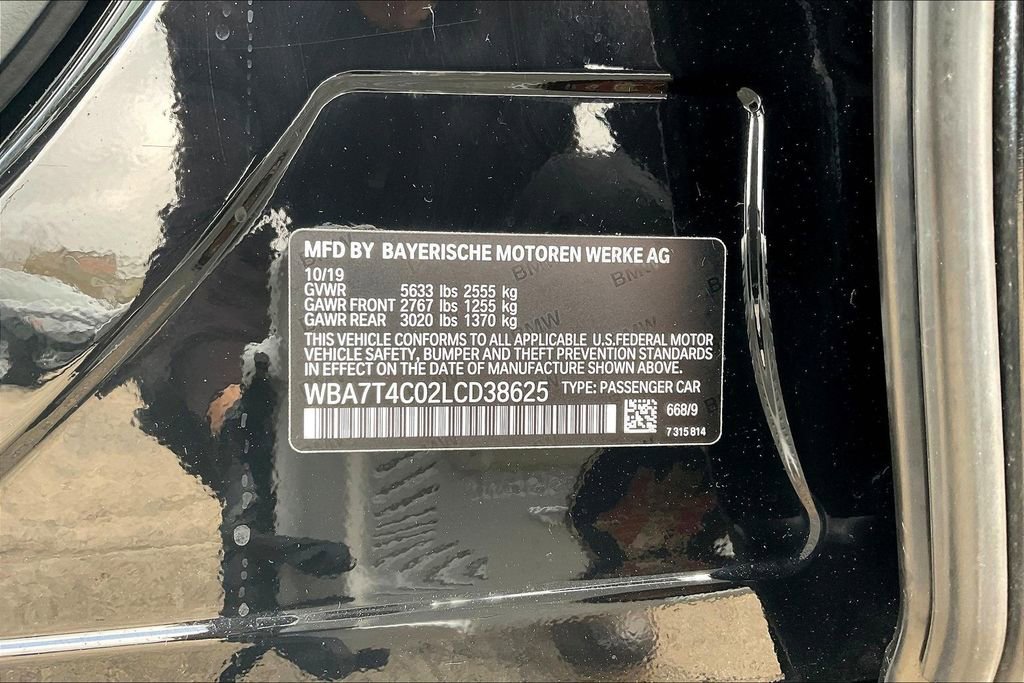 MFD BY BAYERISCHE MOTOREN WERKE AG
10/19
GVWR 5633 lbs 2555 kg
GAWR FRONT 2767 lbs 1255 kg
GAWR REAR 3020 lbs 1370 kg
THIS VEHICLE CONFORMS TO ALL APPLICABLE U.S.FEDERAL MOTOR
VEHICLE SAFETY, BUMPER AND THEFT PREVENTION STANDARDS
IN EFFECT ON THE DATE OF MANUFACTURE SHOWN ABOVE.
WBA7T4C02LCD38625 TYPE: PASSENGER CAR
668/9
7 315 814